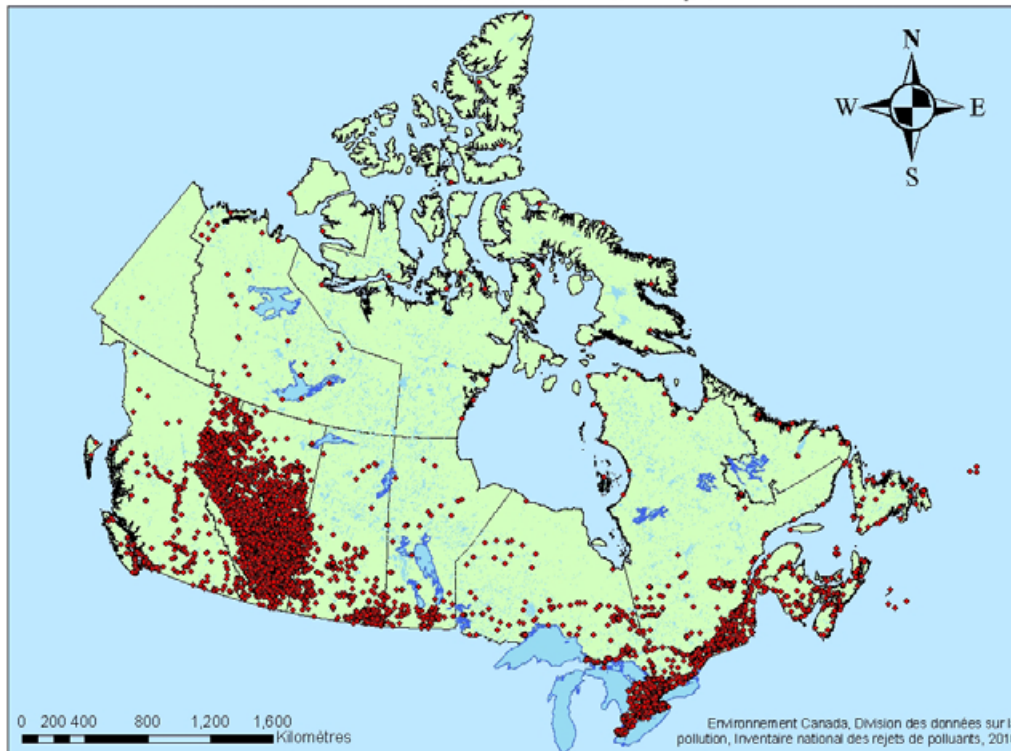 N
W E
S
0 200 400 800 1,200 1,600
Kilométres
Environnement Canada, Division des données sur l
pollution, Inventaire national des rejets de polluants, 201